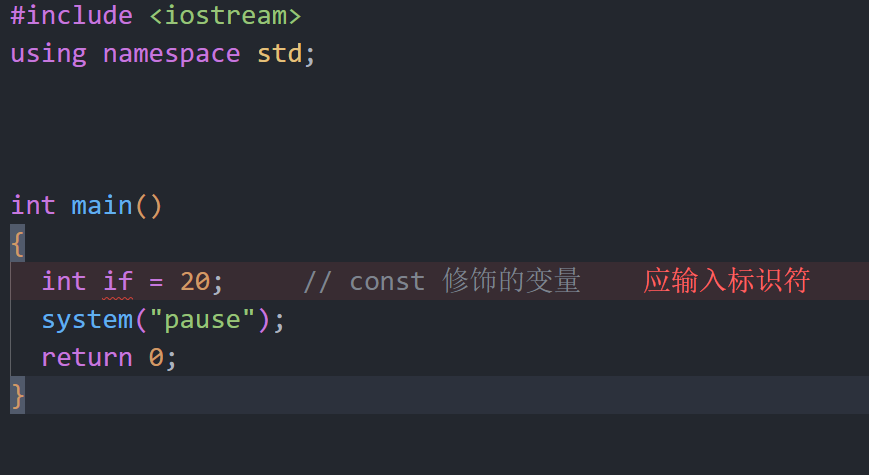 #include <iostream>
using namespace std;
int main()
{
int if = 20; // const 修饰的变量 应输入标识符
system("pause");
return 0;
}